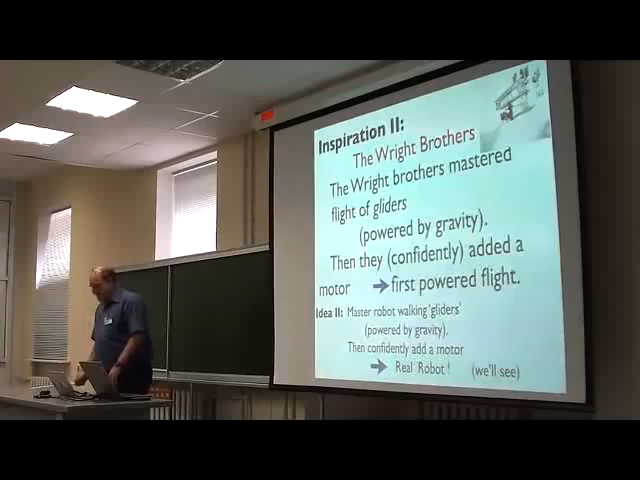 Inspiration II:
The Wright Brothers
The Wright brothers mastered
flight of gliders
(powered by gravity).
Then they (confidently) added a
motor ➔ first powered flight.
Idea II: Master robot walking 'gliders'
(powered by gravity).
Then confidently add a motor
➔ Real Robot ! (we'll see)